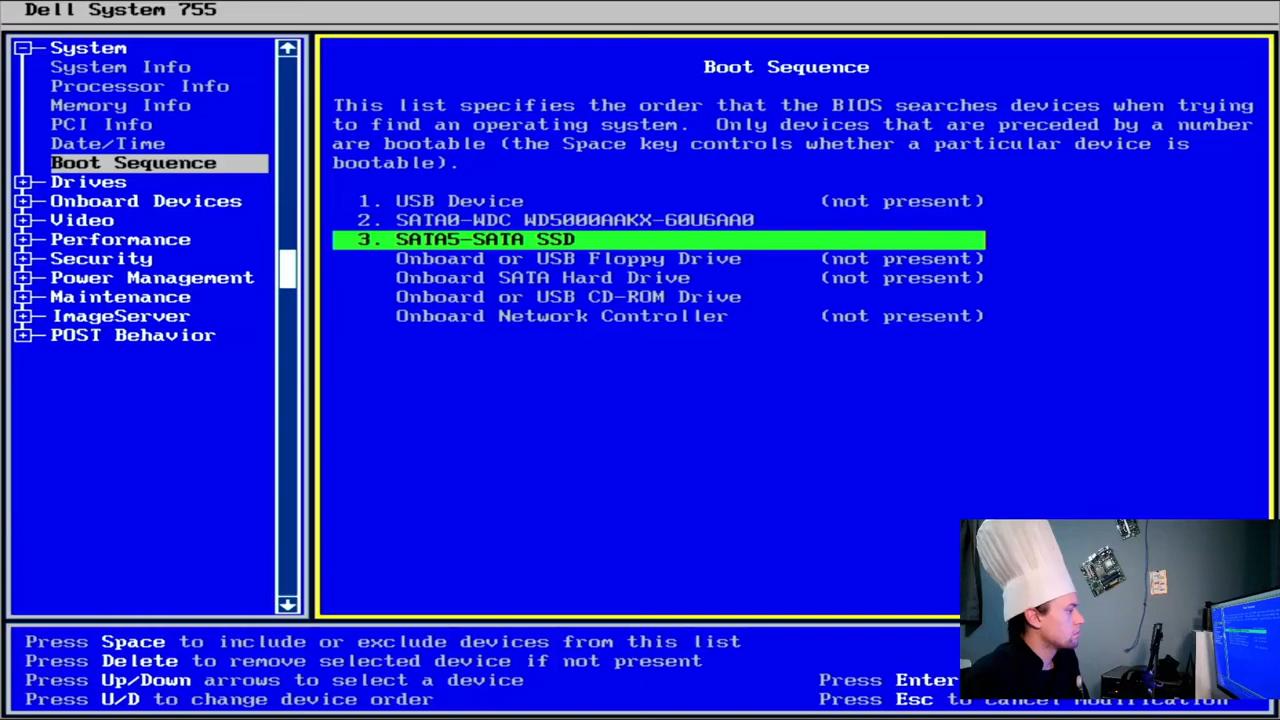 Dell System 755
System
System Info
Processor Info
Memory Info
PCI Info
Date/Time
Boot Sequence
Drives
Onboard Devices
Video
Performance
Security
Power Management
Maintenance
ImageServer
POST Behavior
Boot Sequence
This list specifies the order that the BIOS searches devices when trying
to find an operating system. Only devices that are preceded by a number
are bootable (the Space key controls whether a particular device is
bootable).
1. USB Device (not present)
2. SATA0-WDC WD5000AAKX-60U6AA0
3. SATA5-SATA SSD
Onboard or USB Floppy Drive (not present)
Onboard SATA Hard Drive (not present)
Onboard or USB CD-ROM Drive
Onboard Network Controller (not present)
Press Space to include or exclude devices from this list
Press Delete to remove selected device if not present
Press Up/Down arrows to select a device
Press U/D to change device order
Press Enter
Press Esc to cancel modification